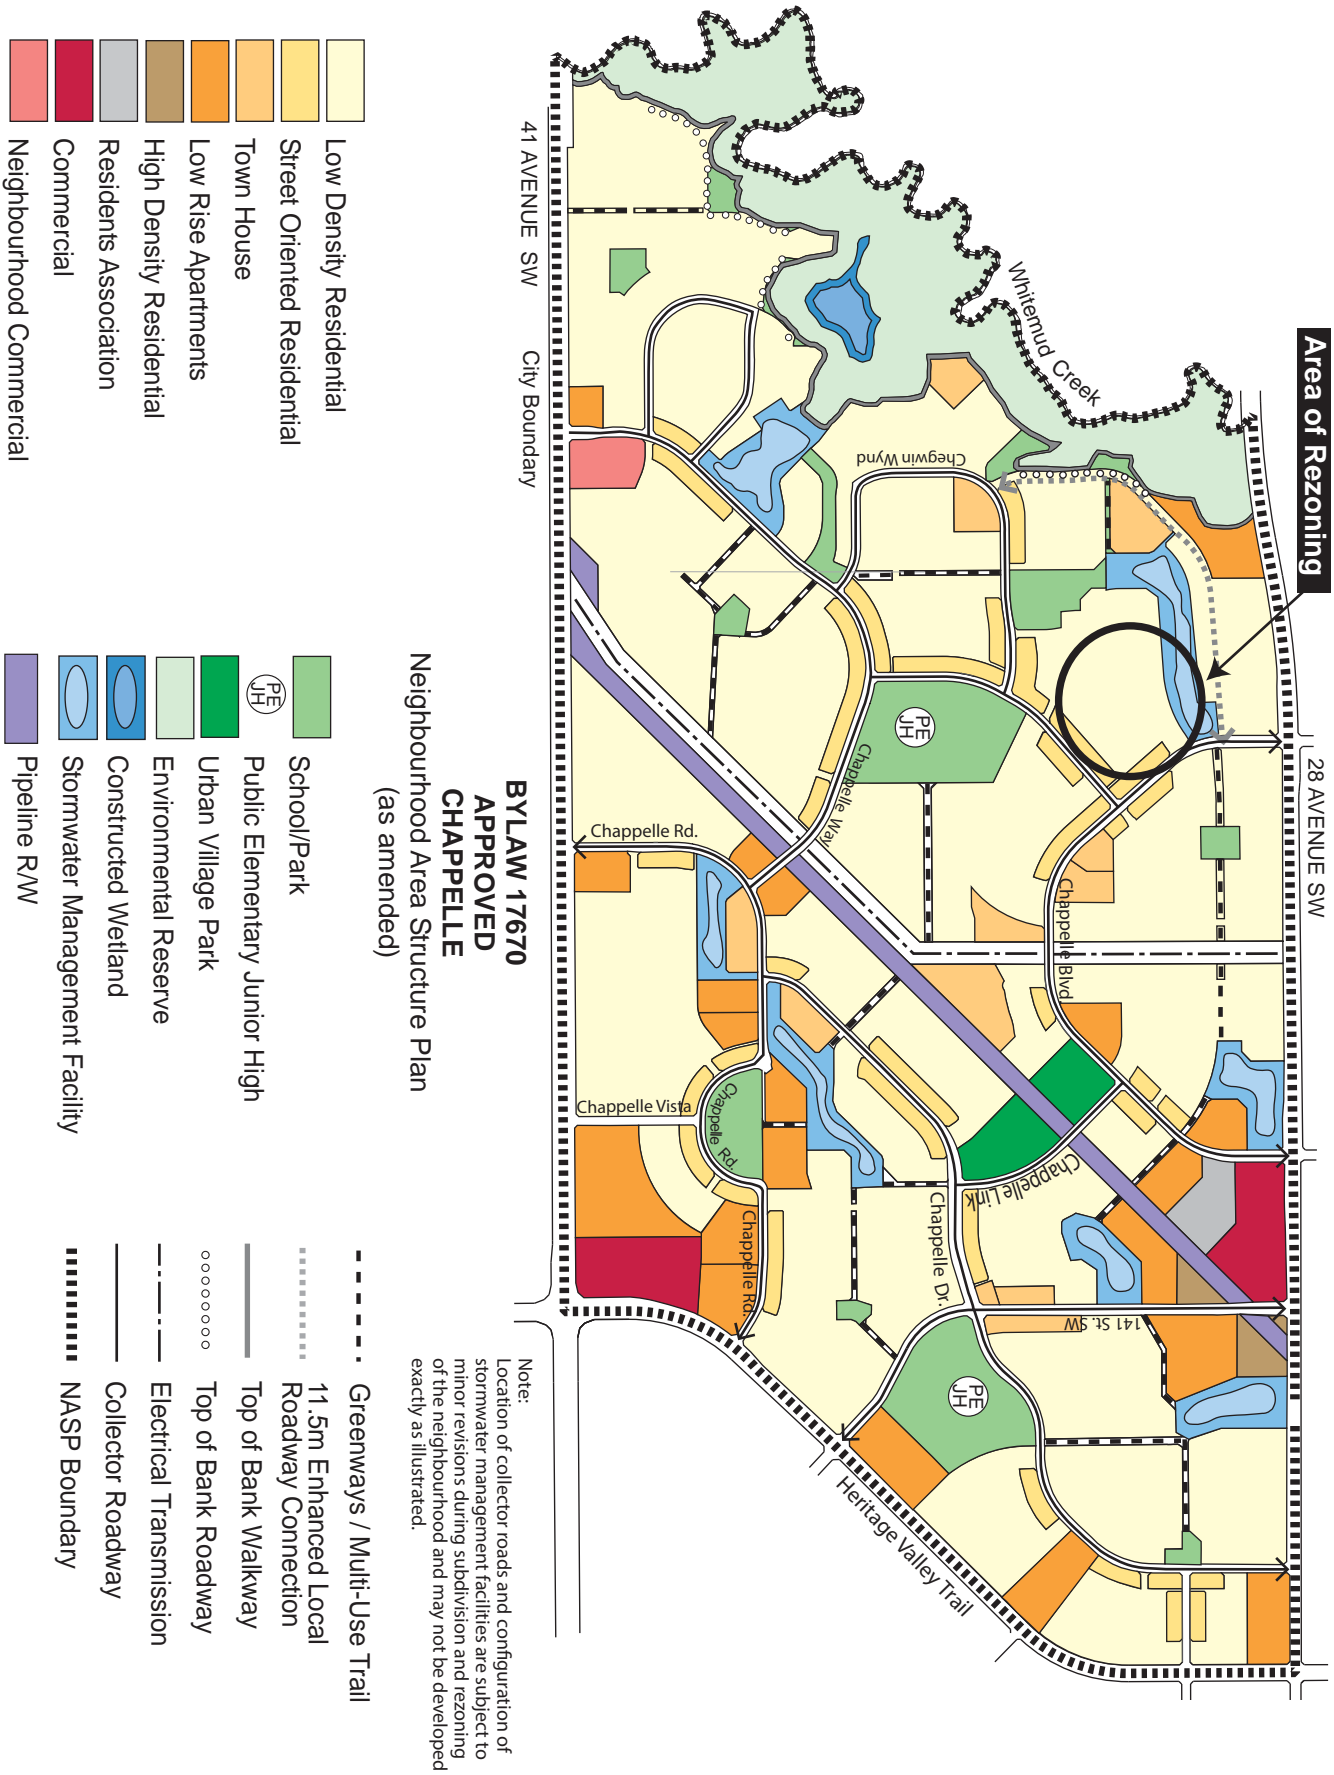 Area of Rezoning
28 AVENUE SW
Whitemud Creek
Chegwin Wynd
Chappelle Blvd
Chappelle Way
PE
JH
Chappelle Link
141 St. SW
Chappelle Dr.
PE
JH
Chappelle Rd.
Chappelle Rd.
Chappelle Rd.
Chappelle Vista
Heritage Valley Trail
41 AVENUE SW
City Boundary
BYLAW 17670
APPROVED
CHAPPELLE
Neighbourhood Area Structure Plan
(as amended)
Note::
Location of collector roads and configuration of
stormwater management facilities are subject to
minor revisions during subdivision and rezoning
of the neighbourhood and may not be developed
exactly as illustrated.
Low Density Residential
Street Oriented Residential
Town House
Low Rise Apartments
High Density Residential
Residents Association
Commercial
Neighbourhood Commercial
School/Park
PE
JH
Public Elementary Junior High
Urban Village Park
Environmental Reserve
Constructed Wetland
Stormwater Management Facility
Pipeline R/W
Greenways / Multi-Use Trail
11.5m Enhanced Local
Roadway Connection
Top of Bank Walkway
Top of Bank Roadway
Electrical Transmission
Collector Roadway
NASP Boundary